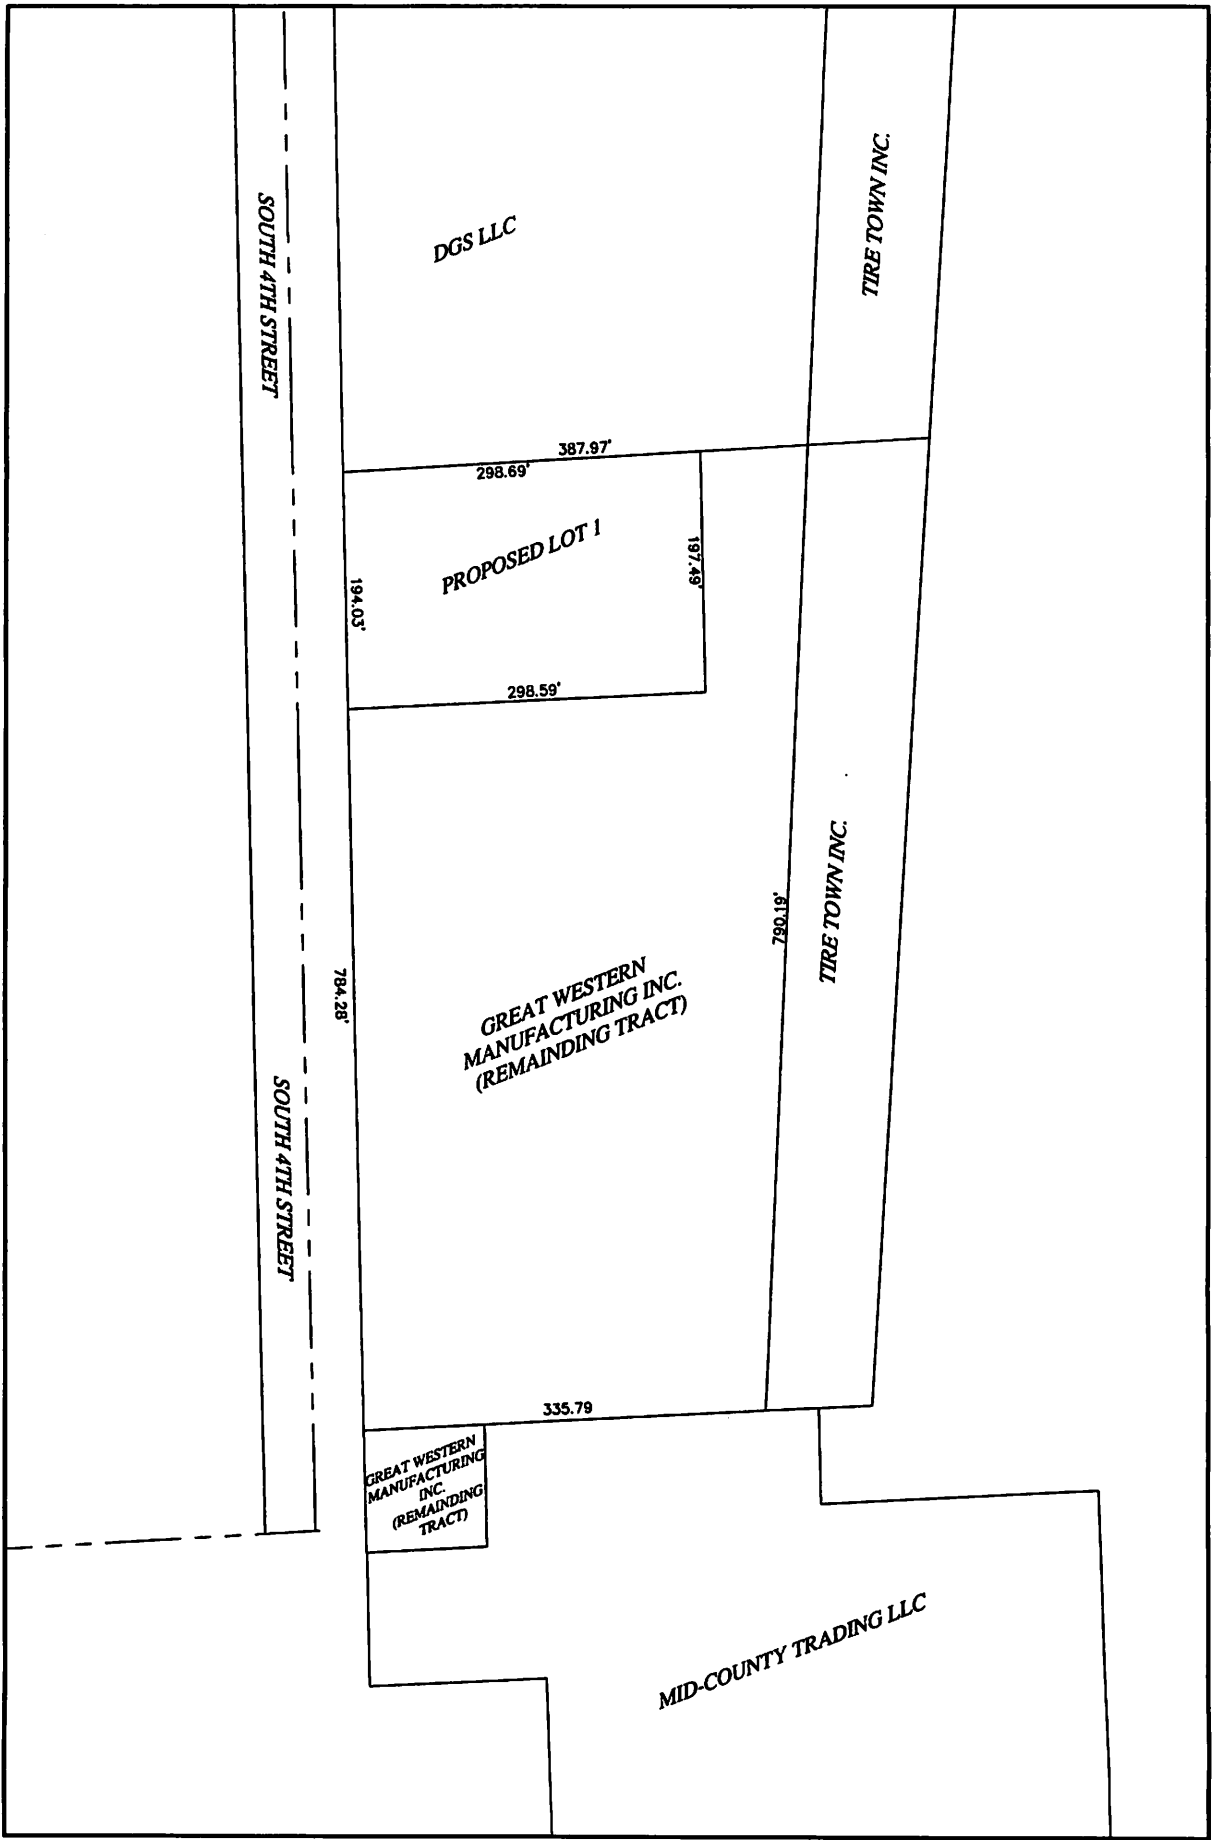 SOUTH 4TH STREET
DGS LLC
TIRE TOWN INC.
387.97'
298.69'
PROPOSED LOT 1
197.49'
194.03'
298.59'
TIRE TOWN INC.
790.19'
784.28'
GREAT WESTERN
MANUFACTURING INC.
(REMAINDING TRACT)
SOUTH 4TH STREET
335.79
GREAT WESTERN
MANUFACTURING
INC.
(REMAINDING
TRACT)
MID-COUNTY TRADING LLC